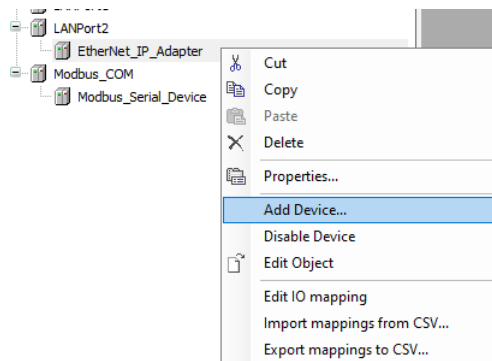 LANPort2
EtherNet_IP_Adapter
Modbus_COM
Modbus_Serial_Device
Cut
Copy
Paste
Delete
Properties...
Add Device...
Disable Device
Edit Object
Edit IO mapping
Import mappings from CSV...
Export mappings to CSV...